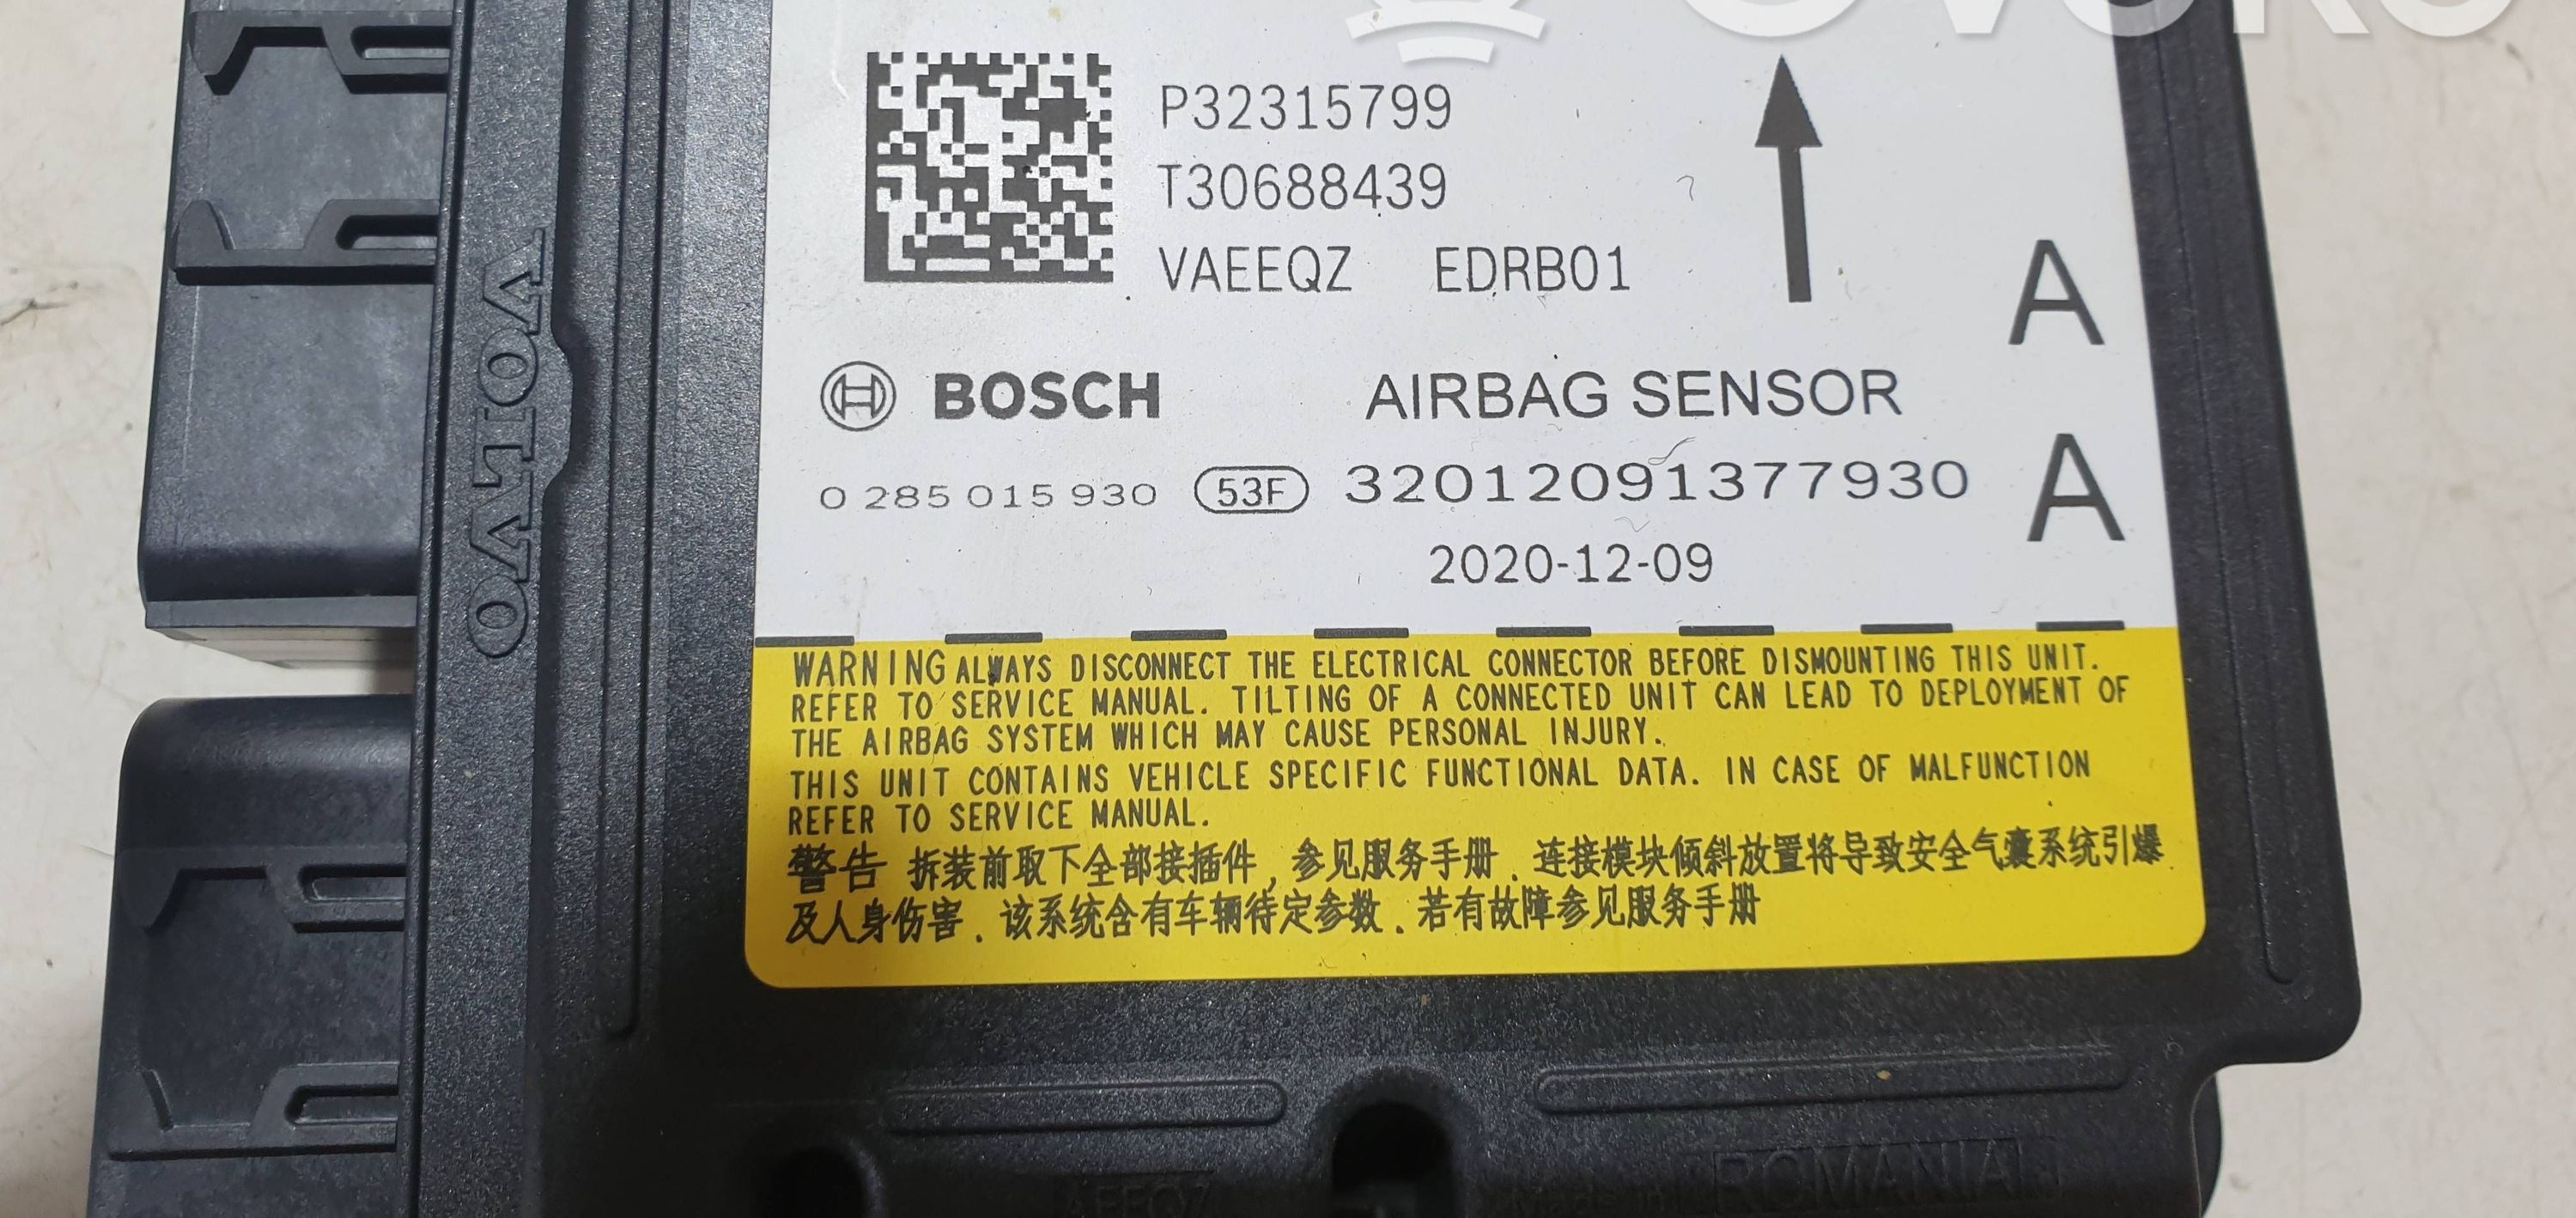 P32315799
T30688439
VAEEQZ EDRB01
A
BOSCH AIRBAG SENSOR
0 285 015 930 53F 32012091377930
A
2020-12-09
WARNING ALWAYS DISCONNECT THE ELECTRICAL CONNECTOR BEFORE DISMOUNTING THIS UNIT.
REFER TO SERVICE MANUAL. TILTING OF A CONNECTED UNIT CAN LEAD TO DEPLOYMENT OF
THE AIRBAG SYSTEM WHICH MAY CAUSE PERSONAL INJURY.
THIS UNIT CONTAINS VEHICLE SPECIFIC FUNCTIONAL DATA. IN CASE OF MALFUNCTION
REFER TO SERVICE MANUAL.
警告 拆装前取下全部接插件, 参见服务手册. 连接模块倾斜放置将导致安全气囊系统引爆
及人身伤害. 该系统含有车辆待定参数. 若有故障参见服务手册
VOLVO
AEEQZ
Made in ROMANIA